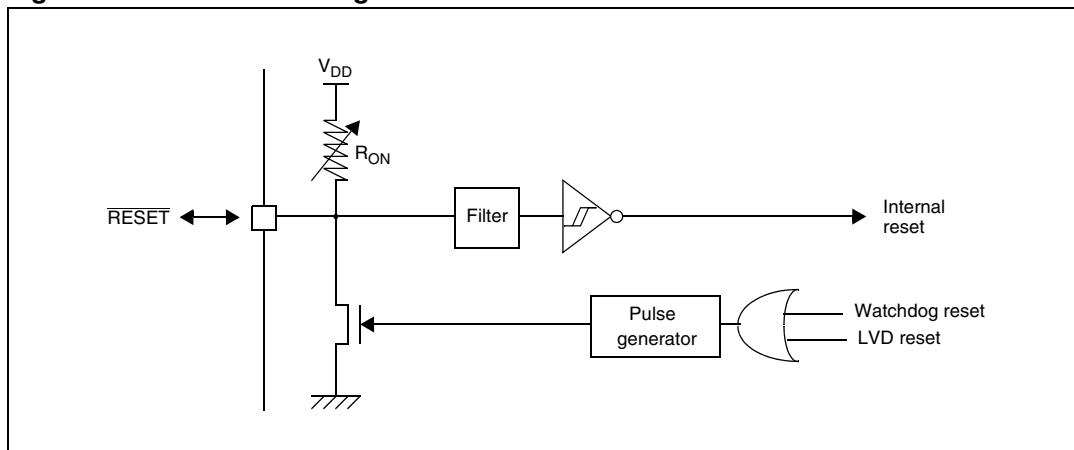 V_DD
R_ON
RESET
Filter
Internal
reset
Pulse
generator
Watchdog reset
LVD reset